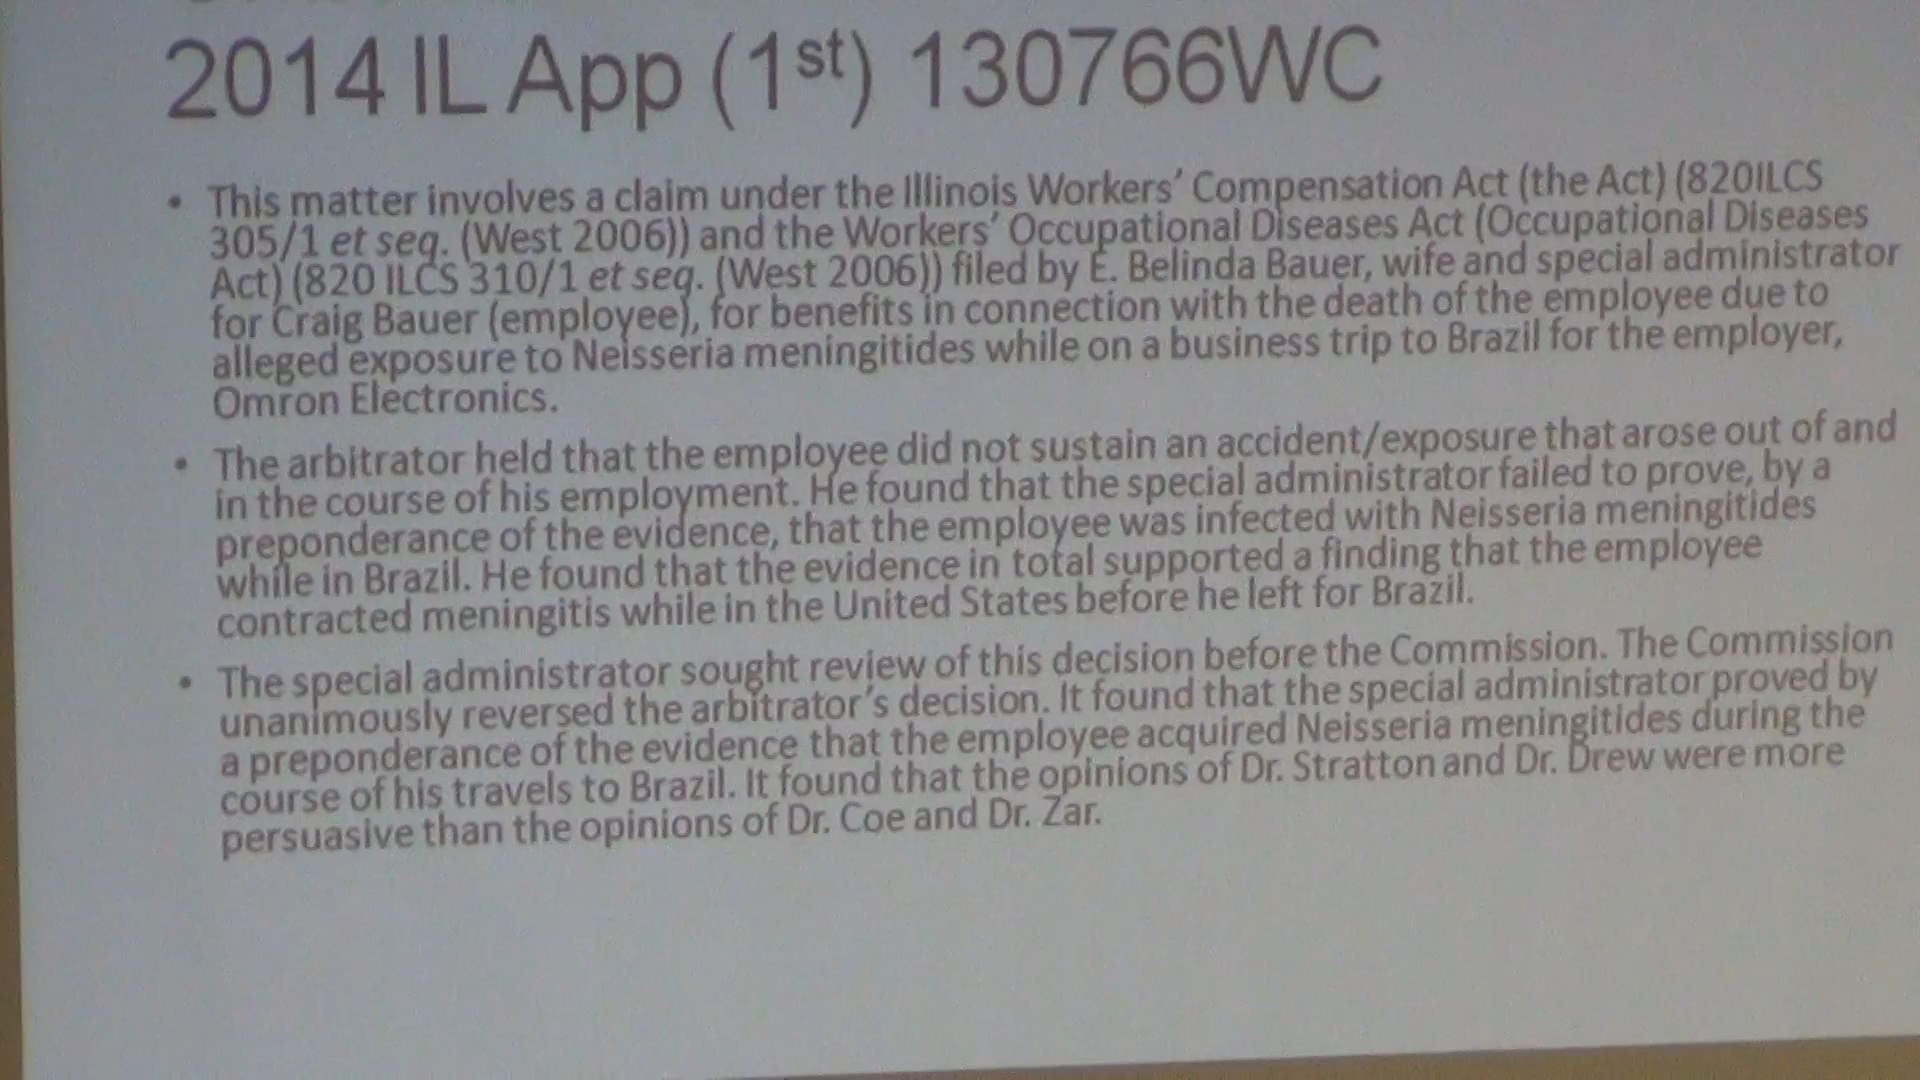 2014 IL App (1st) 130766WC
• This matter involves a claim under the Illinois Workers’ Compensation Act (the Act) (820ILCS
305/1 et seq. (West 2006)) and the Workers’ Occupational Diseases Act (Occupational Diseases
Act) (820 ILCS 310/1 et seq. (West 2006)) filed by E. Belinda Bauer, wife and special administrator
for Craig Bauer (employee), for benefits in connection with the death of the employee due to
alleged exposure to Neisseria meningitides while on a business trip to Brazil for the employer,
Omron Electronics.
• The arbitrator held that the employee did not sustain an accident/exposure that arose out of and
in the course of his employment. He found that the special administrator failed to prove, by a
preponderance of the evidence, that the employee was infected with Neisseria meningitides
while in Brazil. He found that the evidence in total supported a finding that the employee
contracted meningitis while in the United States before he left for Brazil.
• The special administrator sought review of this decision before the Commission. The Commission
unanimously reversed the arbitrator’s decision. It found that the special administrator proved by
a preponderance of the evidence that the employee acquired Neisseria meningitides during the
course of his travels to Brazil. It found that the opinions of Dr. Stratton and Dr. Drew were more
persuasive than the opinions of Dr. Coe and Dr. Zar.